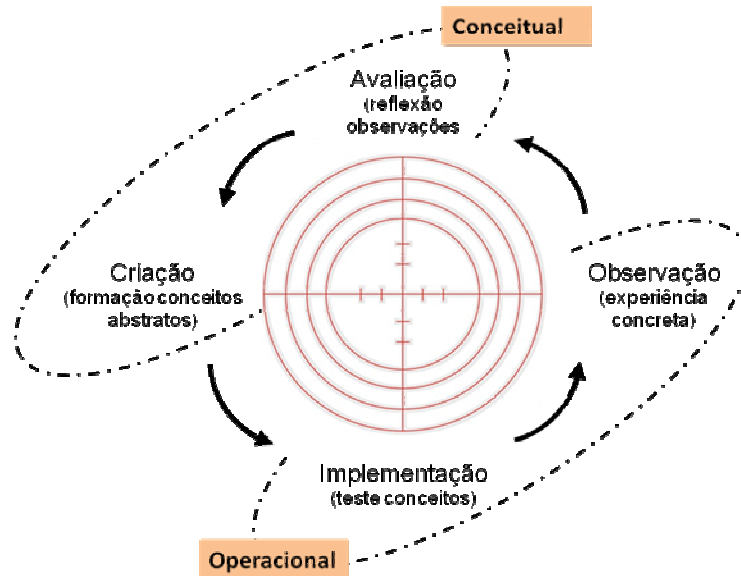 Conceitual
Avaliação
(reflexão
observações
Criação
(formação conceitos
abstratos)
Observação
(experiência
concreta)
Implementação
(teste conceitos)
Operacional